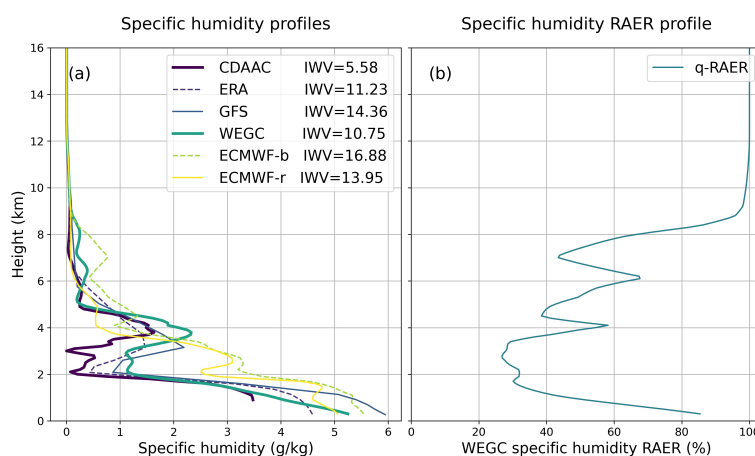 Specific humidity profiles
(a)
CDAAC IWV=5.58
ERA IWV=11.23
GFS IWV=14.36
WEGC IWV=10.75
ECMWF-b IWV=16.88
ECMWF-r IWV=13.95
16
14
12
10
8
6
4
2
0
Height (km)
0 1 2 3 4 5 6
Specific humidity (g/kg)
Specific humidity RAER profile
(b)
q-RAER
0 20 40 60 80 100
WEGC specific humidity RAER (%)